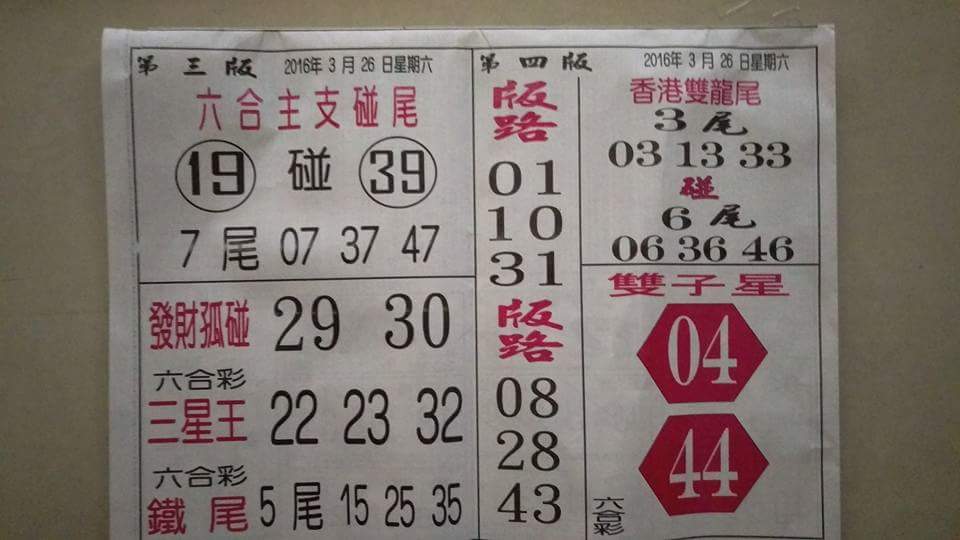 第三版 2016年3月26日星期六
六合主支碰尾
19 碰 39
7尾 07 37 47
發財孤碰 29 30
六合彩
三星王 22 23 32
六合彩
鐵尾 5尾 15 25 35
第四版 2016年3月26日星期六
版路
01
10
31
版路
08
28
43
香港雙龍尾
3尾
03 13 33
碰
6尾
06 36 46
雙子星
04
44
六合彩